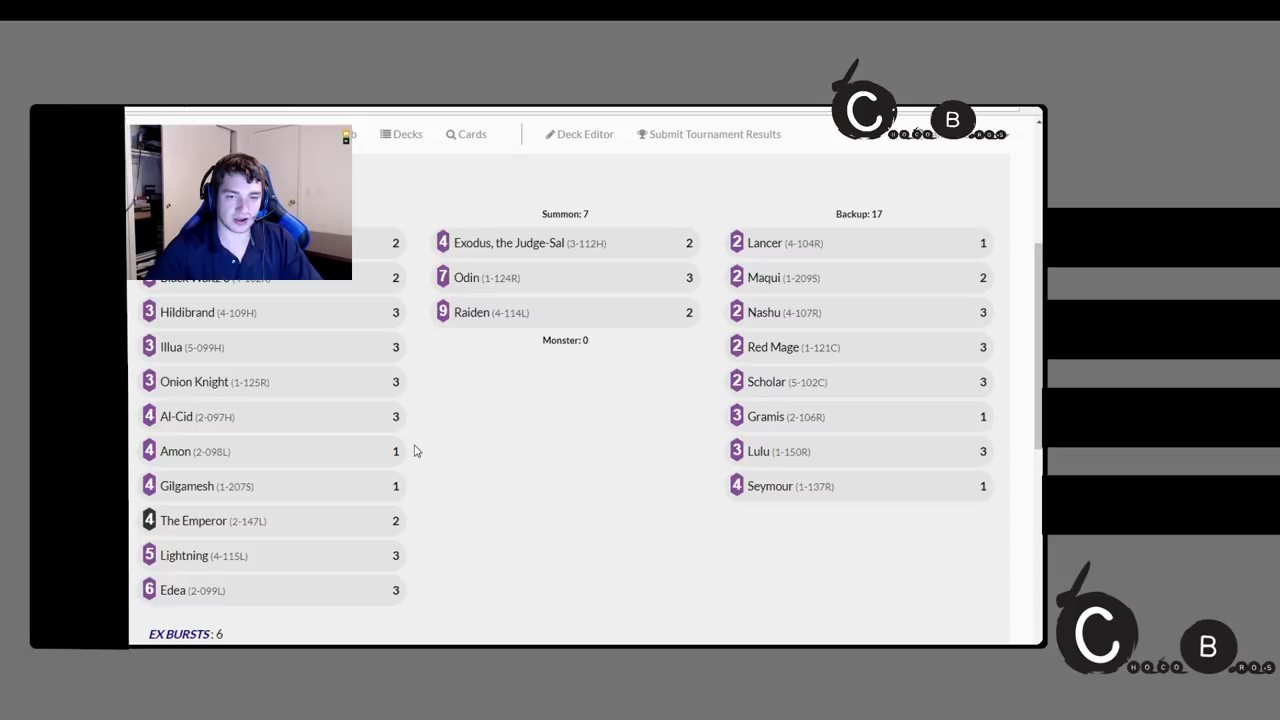 Decks
Cards
Deck Editor
Submit Tournament Results
C HOCO B ROS
2
2
3 Hildibrand (4-109H) 3
3 Illua (5-099H) 3
3 Onion Knight (1-125R) 3
4 Al-Cid (2-097H) 3
4 Amon (2-098L) 1
4 Gilgamesh (1-207S) 1
4 The Emperor (2-147L) 2
5 Lightning (4-115L) 3
6 Edea (2-099L) 3
EX BURSTS : 6
Summon: 7
4 Exodus, the Judge-Sal (3-112H) 2
7 Odin (1-124R) 3
9 Raiden (4-114L) 2
Monster: 0
Backup: 17
2 Lancer (4-104R) 1
2 Maqui (1-209S) 2
2 Nashu (4-107R) 3
2 Red Mage (1-121C) 3
2 Scholar (5-102C) 3
3 Gramis (2-106R) 1
3 Lulu (1-150R) 3
4 Seymour (1-137R) 1
C HOCO B ROS